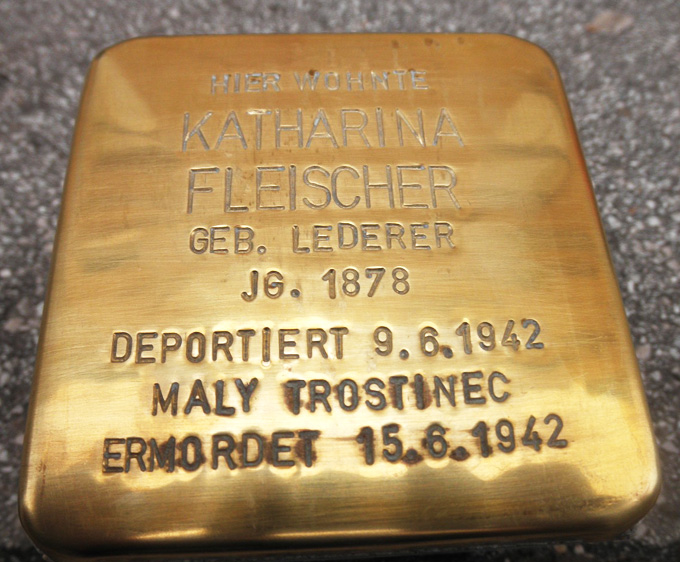 HIER WOHNTE
KATHARINA
FLEISCHER
GEB. LEDERER
JG. 1878
DEPORTIERT 9.6.1942
MALY TROSTINEC
ERMORDET 15.6.1942